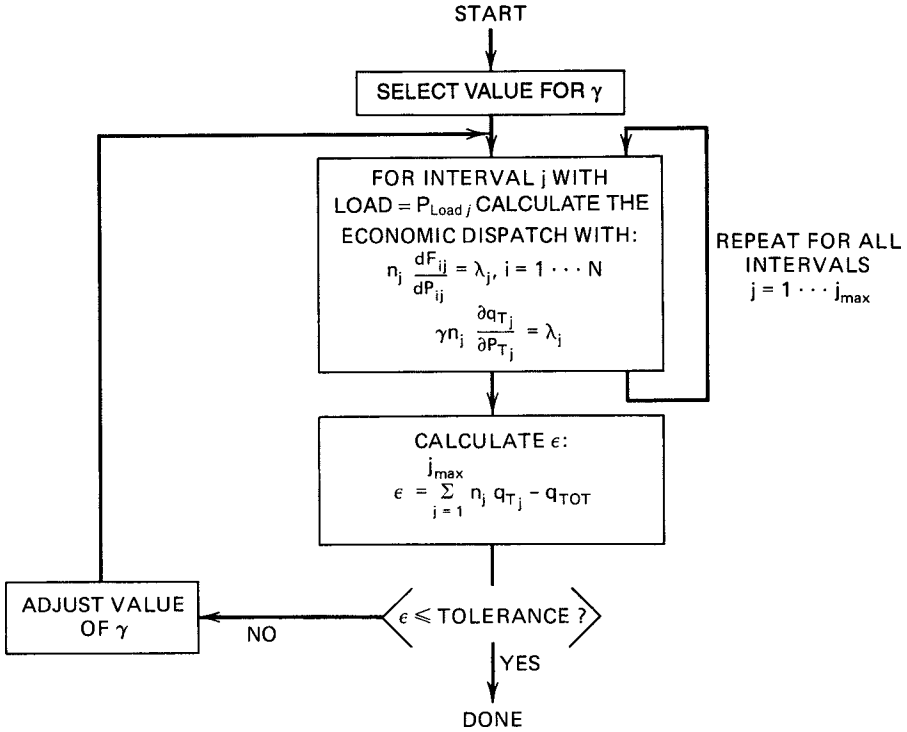 START
SELECT VALUE FOR γ
FOR INTERVAL j WITH
LOAD = P_Load j CALCULATE THE
ECONOMIC DISPATCH WITH:
n_j dF_ij/dP_ij = λ_j, i = 1 ··· N
γn_j ∂q_Tj/∂P_Tj = λ_j
REPEAT FOR ALL
INTERVALS
j = 1 ··· j_max
CALCULATE ϵ:
j_max
ϵ = Σ n_j q_Tj − q_TOT
j = 1
ϵ ⩽ TOLERANCE ?
NO
ADJUST VALUE
OF γ
YES
DONE